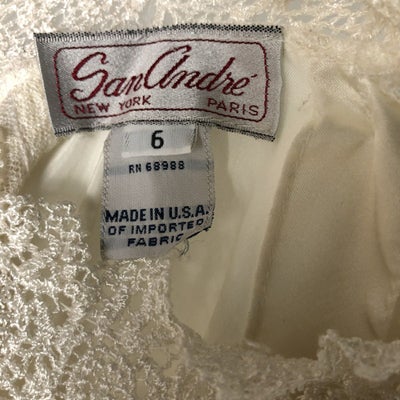 San André
NEW YORK PARIS
6
RN 68988
MADE IN U.S.A.
OF IMPORTED
FABRIC